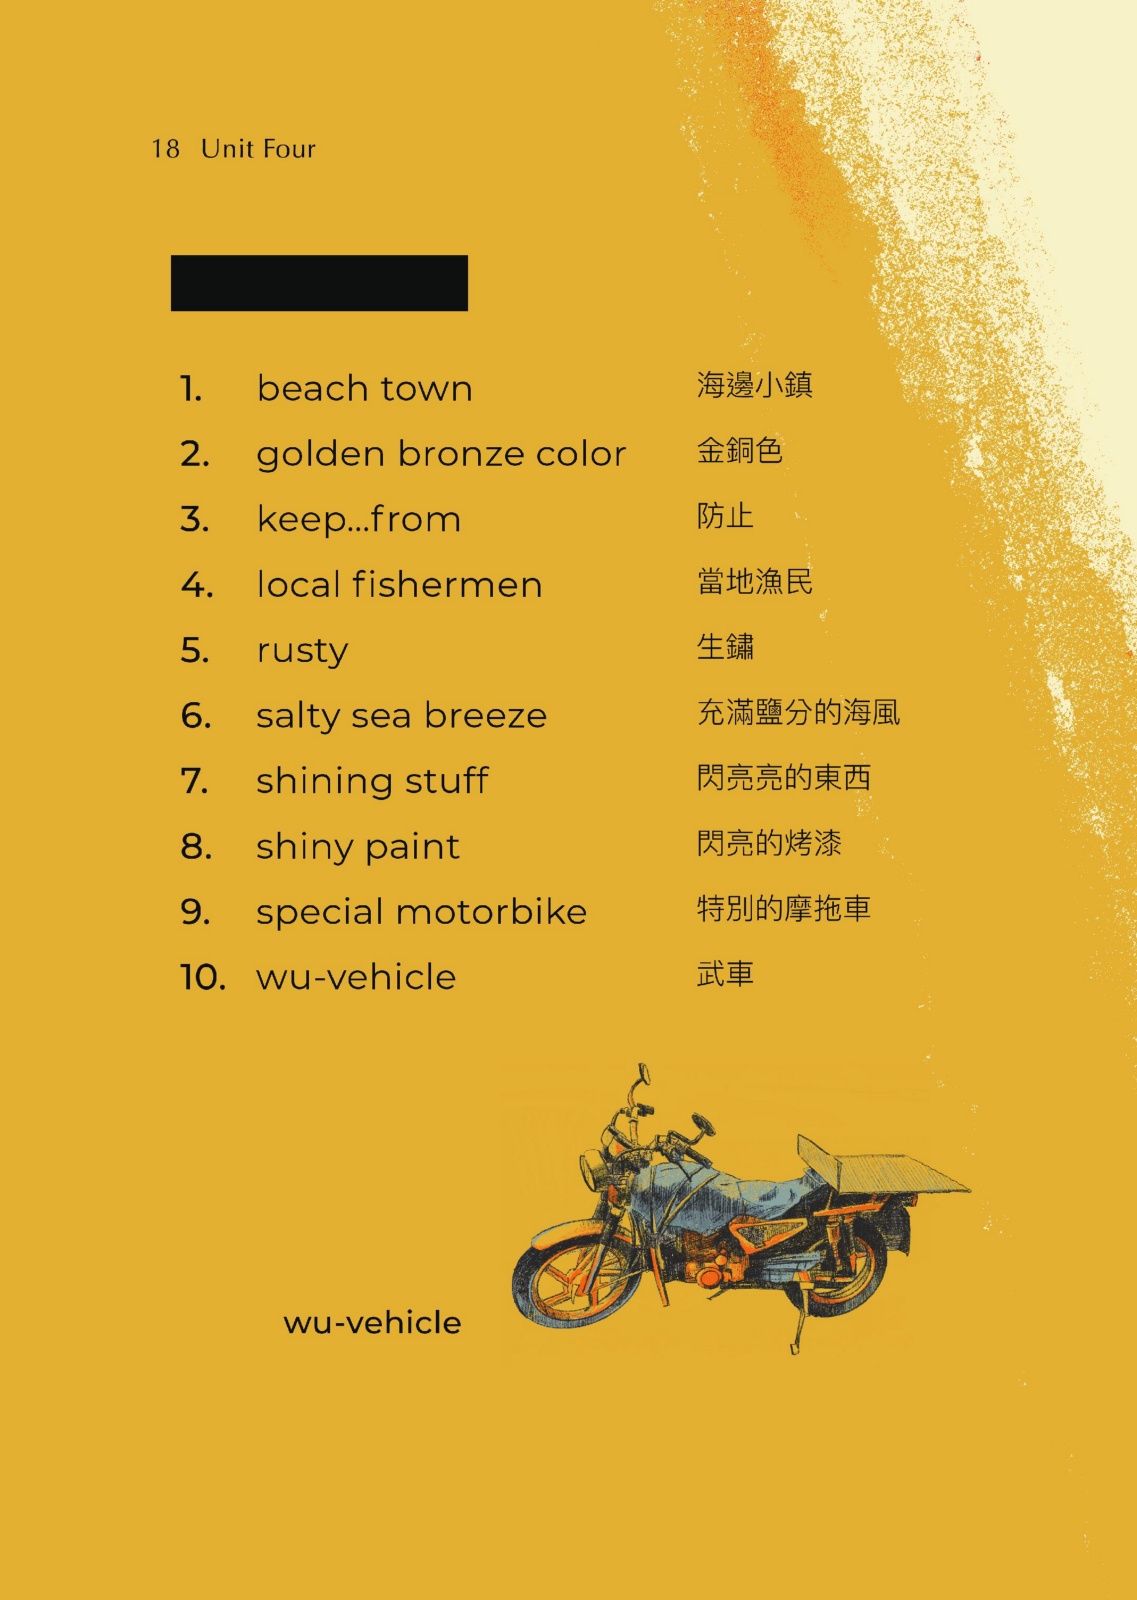 18 Unit Four
1. beach town 海邊小鎮
2. golden bronze color 金銅色
3. keep...from 防止
4. local fishermen 當地漁民
5. rusty 生鏽
6. salty sea breeze 充滿鹽分的海風
7. shining stuff 閃亮亮的東西
8. shiny paint 閃亮的烤漆
9. special motorbike 特別的摩拖車
10. wu-vehicle 武車
wu-vehicle